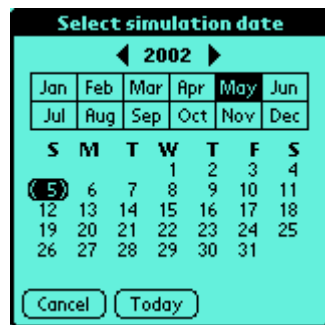 Select simulation date
2002
Jan Feb Mar Apr May Jun
Jul Aug Sep Oct Nov Dec
S M T W T F S
1 2 3 4
5 6 7 8 9 10 11
12 13 14 15 16 17 18
19 20 21 22 23 24 25
26 27 28 29 30 31
Cancel Today